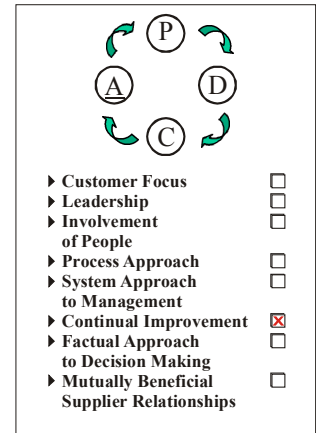 P
A D
C
Customer Focus
Leadership
Involvement
of People
Process Approach
System Approach
to Management
Continual Improvement
Factual Approach
to Decision Making
Mutually Beneficial
Supplier Relationships